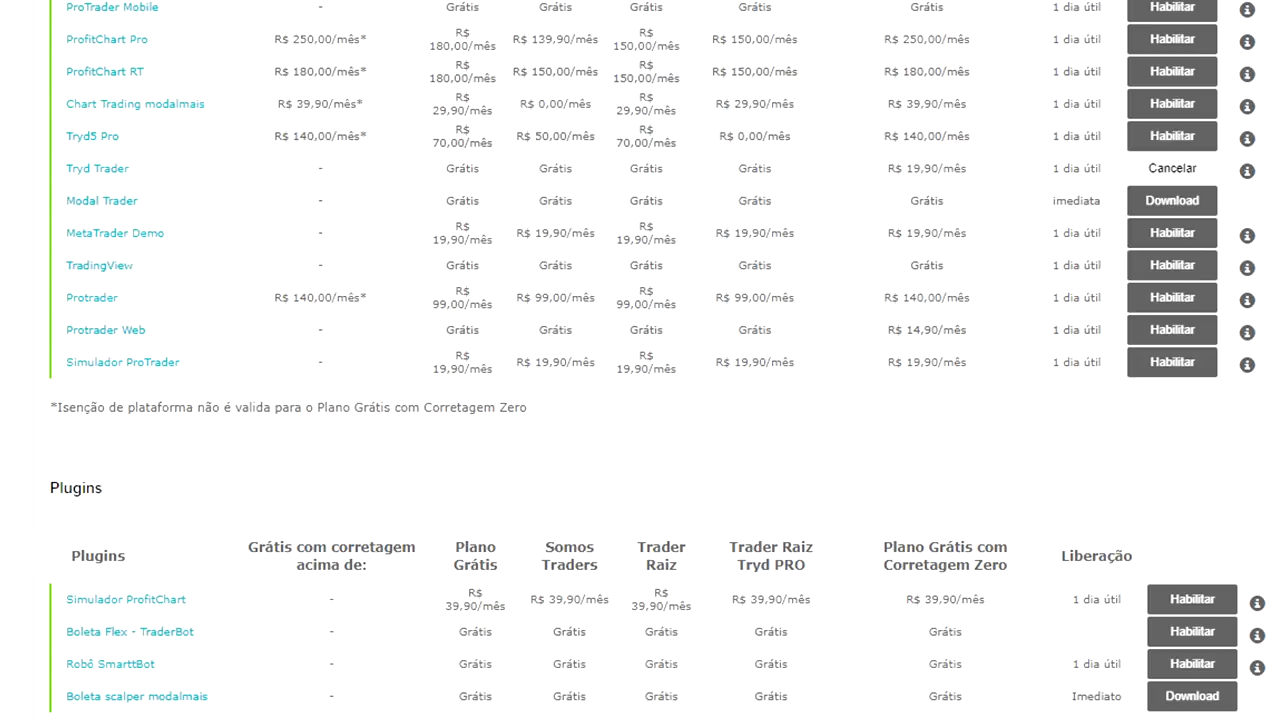 ProTrader Mobile - Grátis Grátis Grátis Grátis Grátis 1 dia útil Habilitar
ProfitChart Pro R$ 250,00/mês* R$ 180,00/mês R$ 139,90/mês R$ 150,00/mês R$ 150,00/mês R$ 250,00/mês 1 dia útil Habilitar
ProfitChart RT R$ 180,00/mês* R$ 180,00/mês R$ 150,00/mês R$ 150,00/mês R$ 150,00/mês R$ 180,00/mês 1 dia útil Habilitar
Chart Trading modalmais R$ 39,90/mês* R$ 29,90/mês R$ 0,00/mês R$ 29,90/mês R$ 29,90/mês R$ 39,90/mês 1 dia útil Habilitar
Tryd5 Pro R$ 140,00/mês* R$ 70,00/mês R$ 50,00/mês R$ 70,00/mês R$ 0,00/mês R$ 140,00/mês 1 dia útil Habilitar
Tryd Trader - Grátis Grátis Grátis Grátis R$ 19,90/mês 1 dia útil Cancelar
Modal Trader - Grátis Grátis Grátis Grátis Grátis imediata Download
MetaTrader Demo - R$ 19,90/mês R$ 19,90/mês R$ 19,90/mês R$ 19,90/mês R$ 19,90/mês 1 dia útil Habilitar
TradingView - Grátis Grátis Grátis Grátis Grátis 1 dia útil Habilitar
Protrader R$ 140,00/mês* R$ 99,00/mês R$ 99,00/mês R$ 99,00/mês R$ 99,00/mês R$ 140,00/mês 1 dia útil Habilitar
Protrader Web - Grátis Grátis Grátis Grátis R$ 14,90/mês 1 dia útil Habilitar
Simulador ProTrader - R$ 19,90/mês R$ 19,90/mês R$ 19,90/mês R$ 19,90/mês R$ 19,90/mês 1 dia útil Habilitar
*Isenção de plataforma não é valida para o Plano Grátis com Corretagem Zero
Plugins
Plugins Grátis com corretagem acima de: Plano Grátis Somos Traders Trader Raiz Trader Raiz Tryd PRO Plano Grátis com Corretagem Zero Liberação
Simulador ProfitChart - R$ 39,90/mês R$ 39,90/mês R$ 39,90/mês R$ 39,90/mês R$ 39,90/mês 1 dia útil Habilitar
Boleta Flex - TraderBot - Grátis Grátis Grátis Grátis Grátis Habilitar
Robô SmarttBot - Grátis Grátis Grátis Grátis Grátis 1 dia útil Habilitar
Boleta scalper modalmais - Grátis Grátis Grátis Grátis Grátis Imediato Download